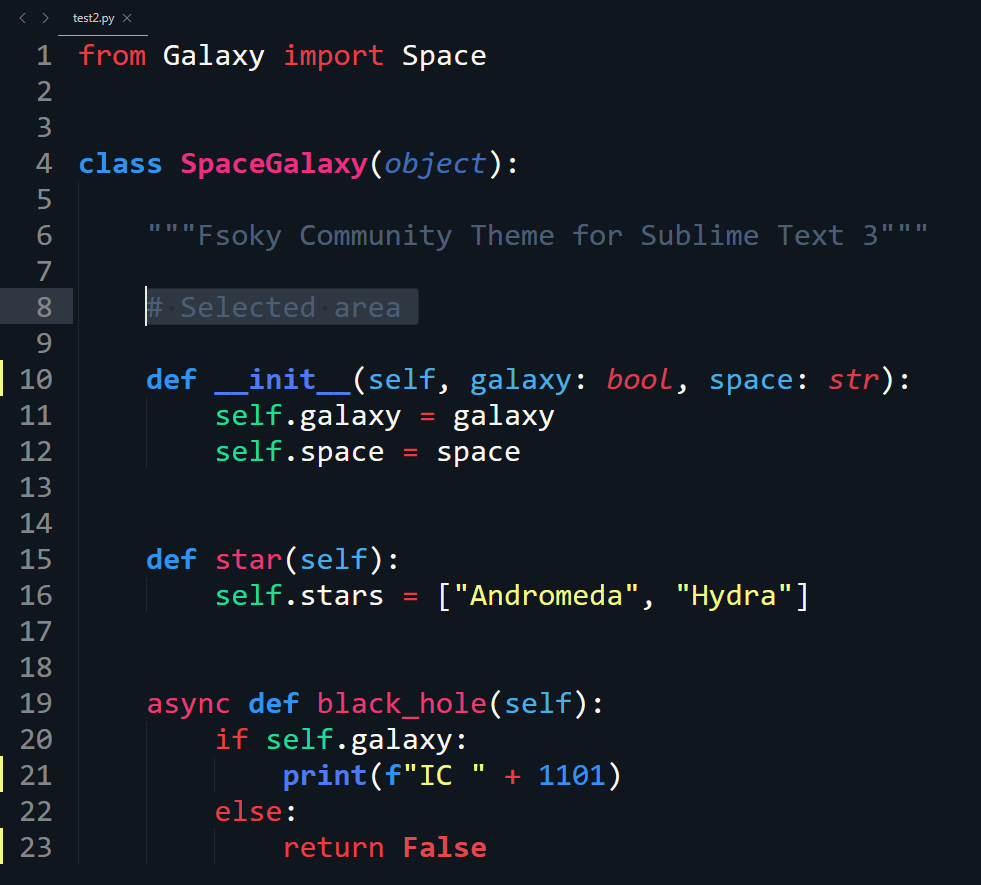 test2.py
1 from Galaxy import Space
2
3
4 class SpaceGalaxy(object):
5
6     """Fsoky Community Theme for Sublime Text 3"""
7
8     # Selected area
9
10     def __init__(self, galaxy: bool, space: str):
11         self.galaxy = galaxy
12         self.space = space
13
14
15     def star(self):
16         self.stars = ["Andromeda", "Hydra"]
17
18
19     async def black_hole(self):
20         if self.galaxy:
21             print(f"IC " + 1101)
22         else:
23             return False